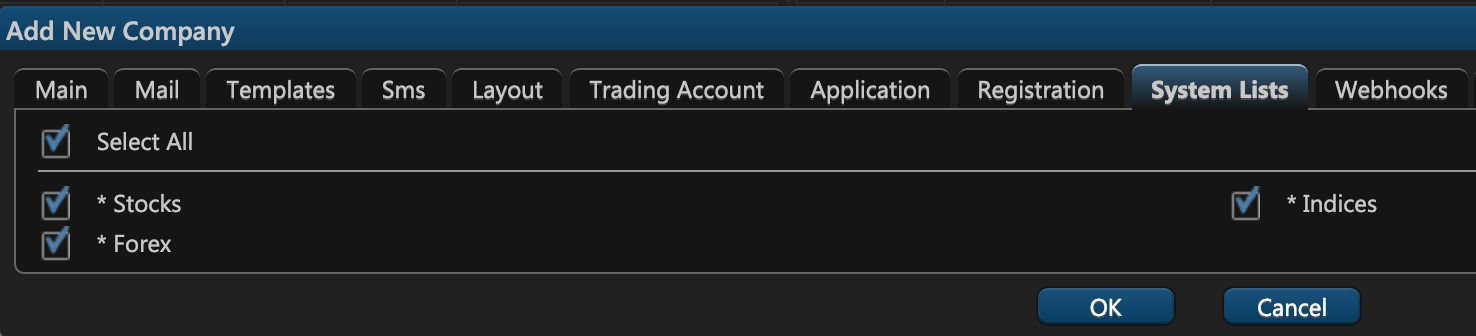 Add New Company
Main Mail Templates Sms Layout Trading Account Application Registration System Lists Webhooks
Select All
* Stocks * Indices
* Forex
OK Cancel